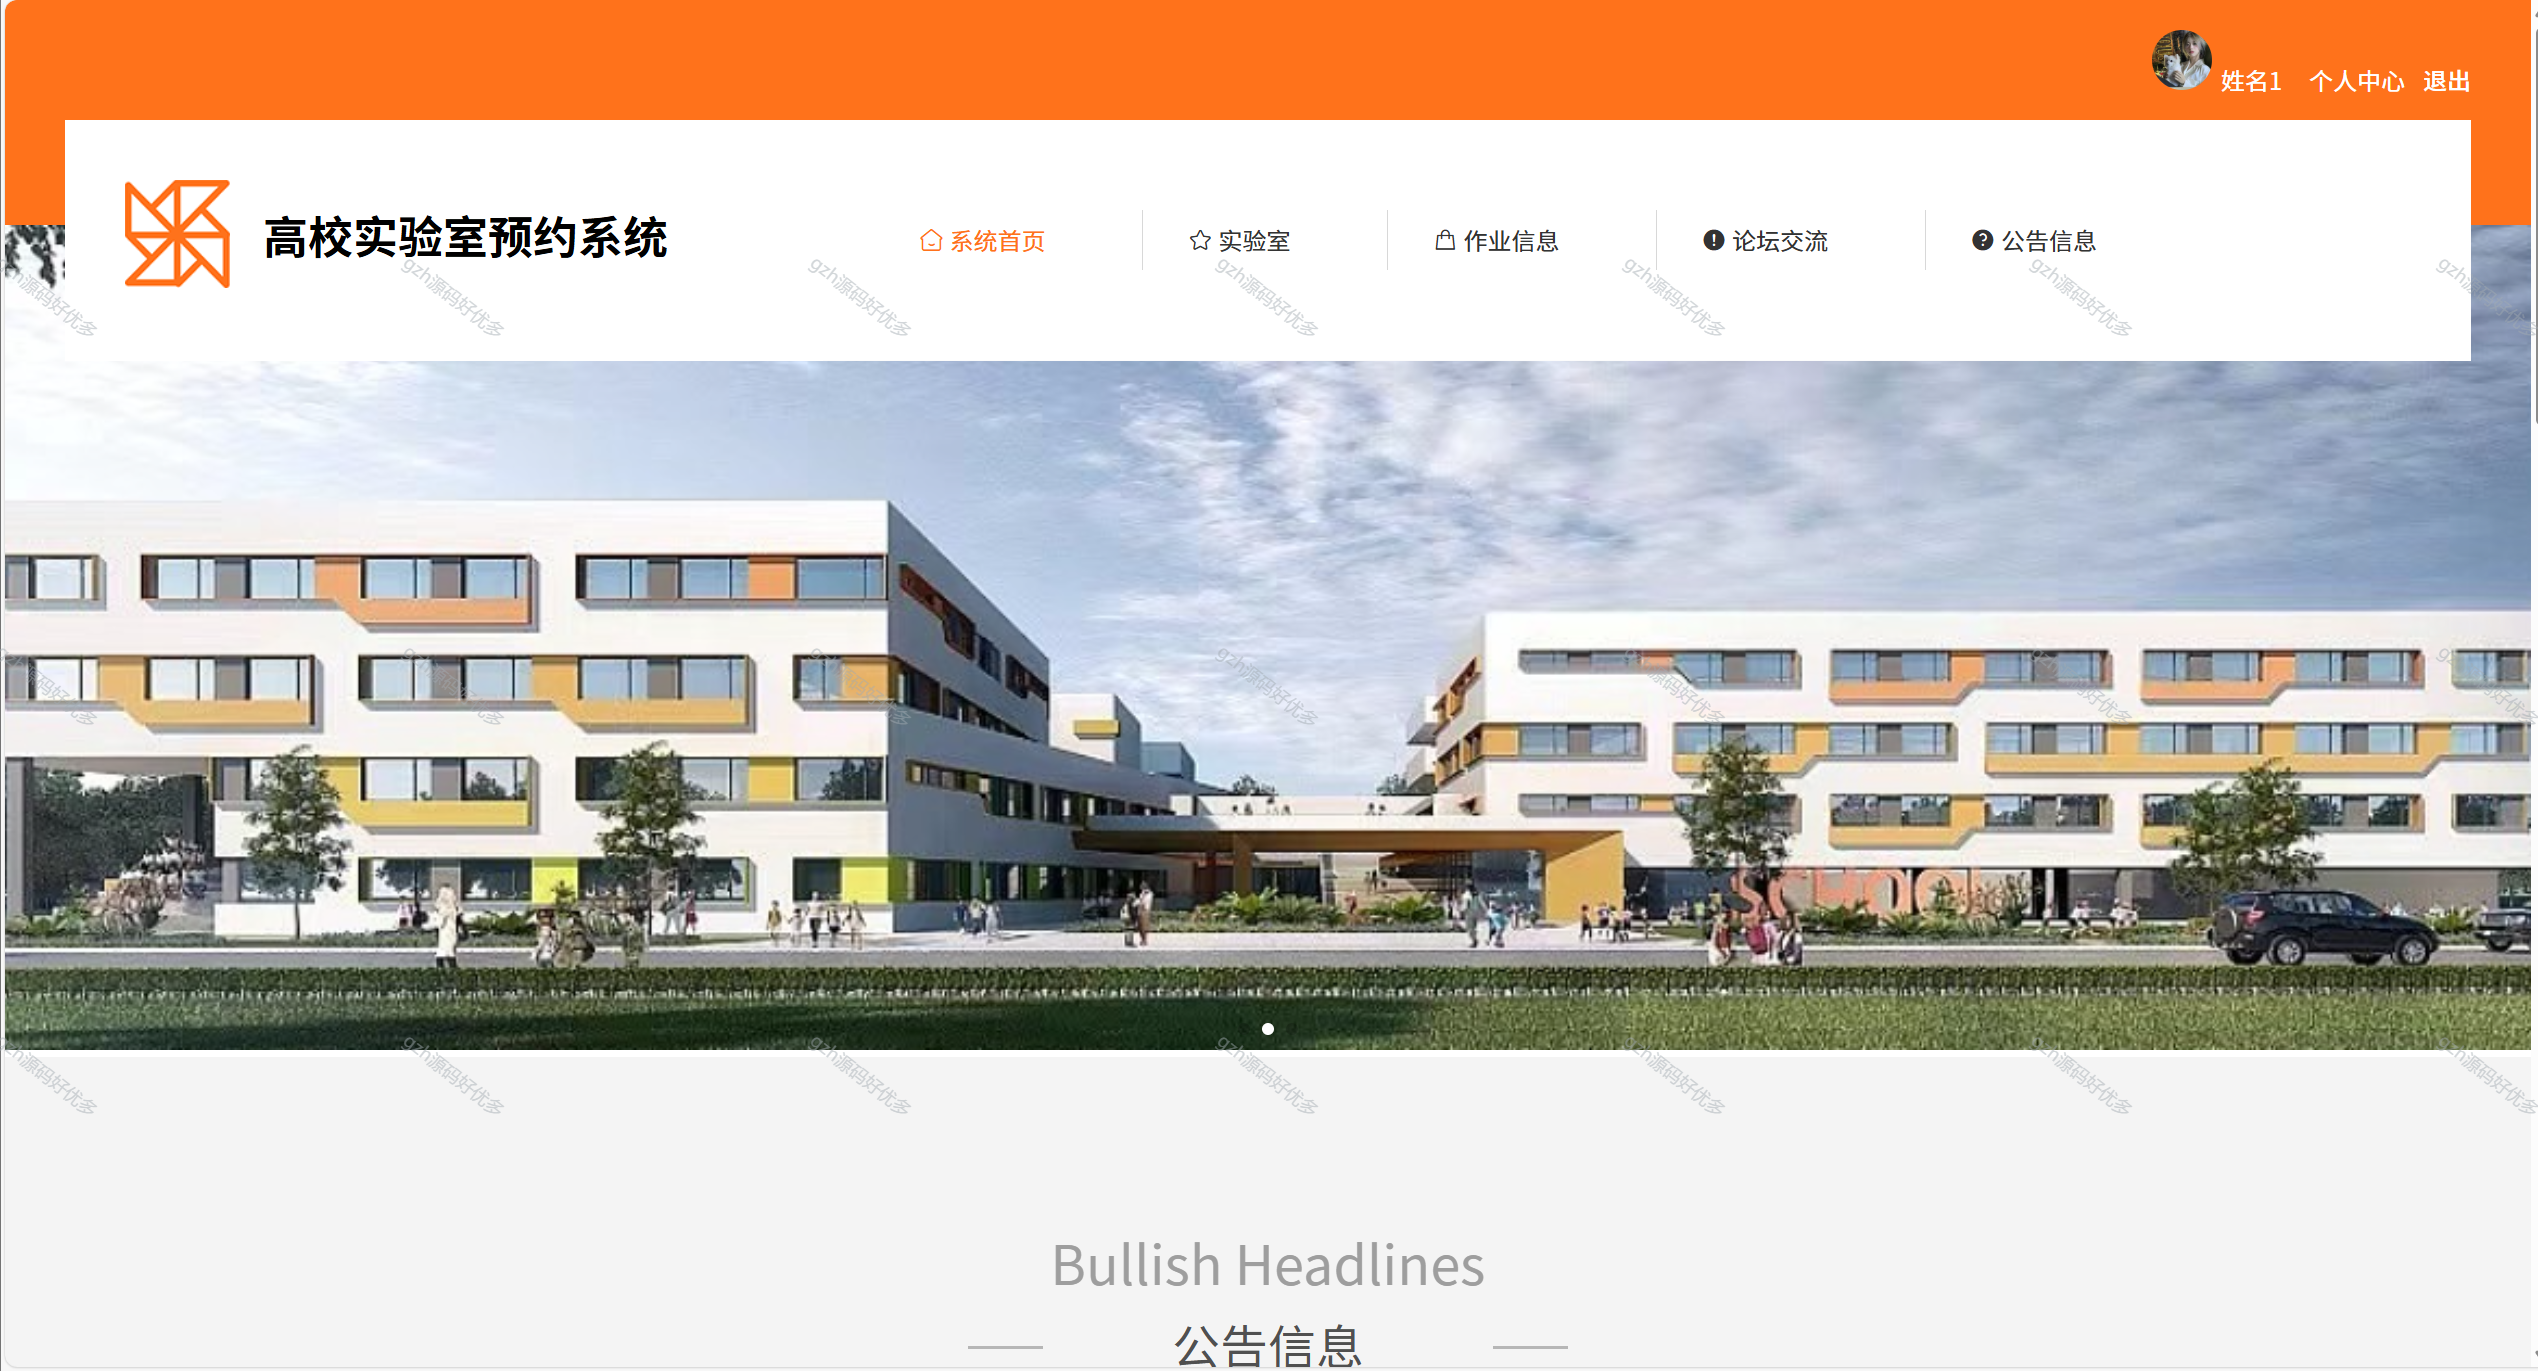 姓名1 个人中心 退出
高校实验室预约系统
系统首页 实验室 作业信息 论坛交流 公告信息
gzh源码好优多
SCHOOL
Bullish Headlines
公告信息